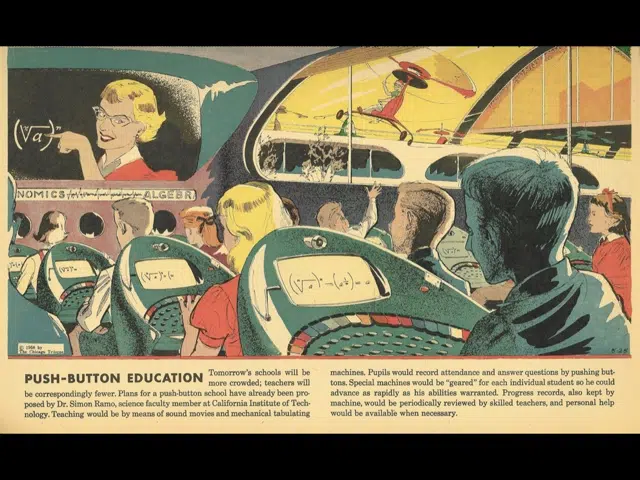 (ⁿ√a)ⁿ
NOMICS
ALGEBR
© 1958 by
The Chicago Tribune
PUSH-BUTTON EDUCATION Tomorrow's schools will be
more crowded; teachers will
be correspondingly fewer. Plans for a push-button school have already been pro-
posed by Dr. Simon Ramo, science faculty member at California Institute of Tech-
nology. Teaching would be by means of sound movies and mechanical tabulating
machines. Pupils would record attendance and answer questions by pushing but-
tons. Special machines would be "geared" for each individual student so he could
advance as rapidly as his abilities warranted. Progress records, also kept by
machine, would be periodically reviewed by skilled teachers, and personal help
would be available when necessary.